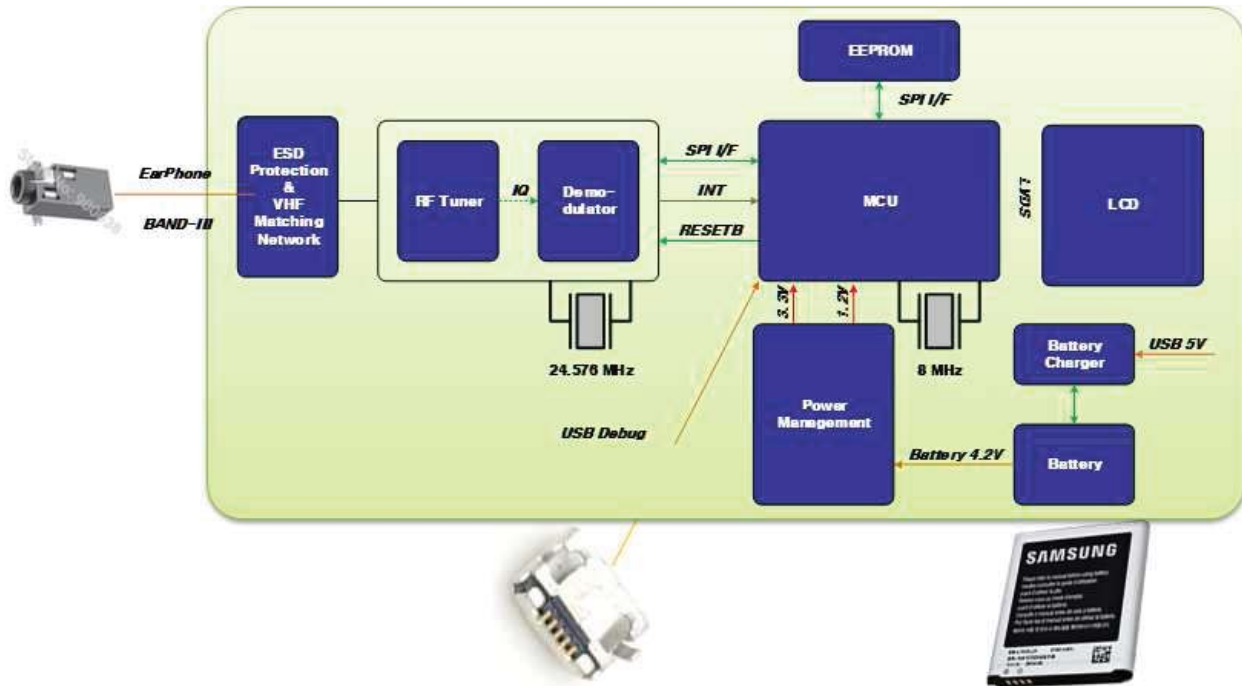 EEPROM
SPI I/F
ESD
Protection
&
VHF
Matching
Network
EarPhone
BAND-III
RF Tuner
IQ
Demo-
dulator
SPI I/F
INT
RESETB
MCU
LVDS
LCD
3.3V
1.2V
24.576 MHz
8 MHz
Battery
Charger
USB 5V
Power
Management
USB Debug
Battery 4.2V
Battery
SAMSUNG